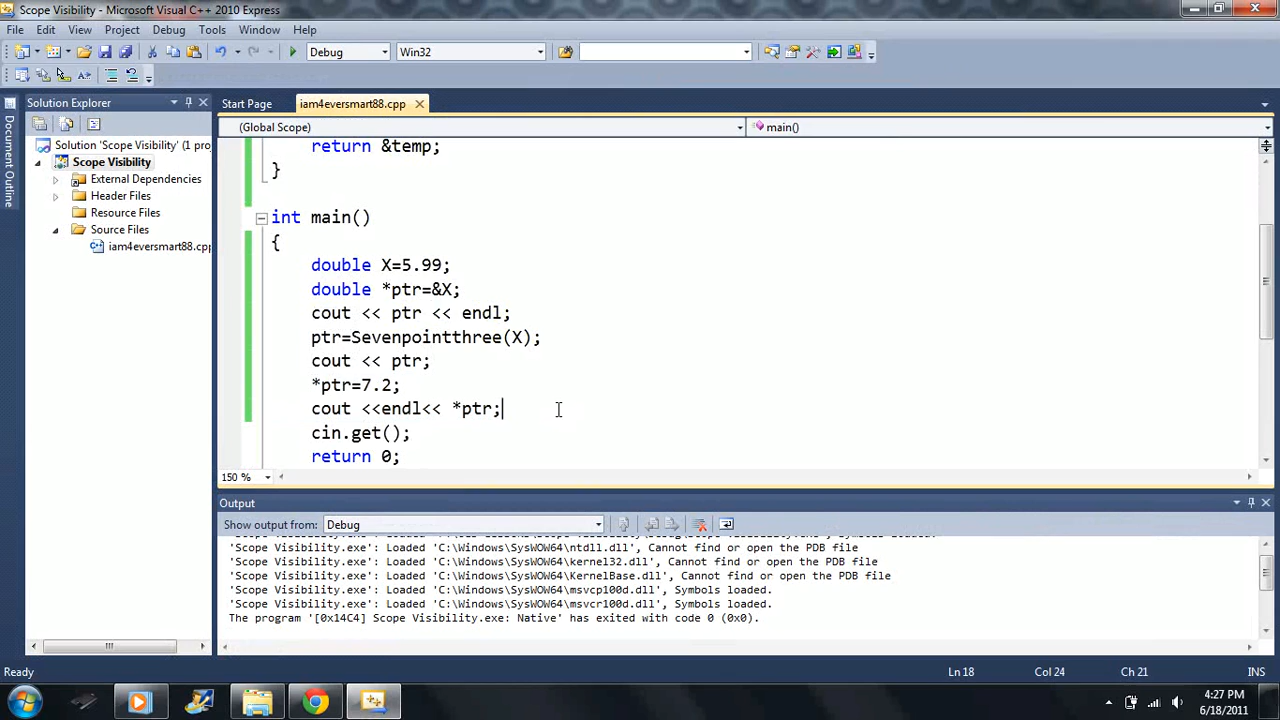 Scope Visibility - Microsoft Visual C++ 2010 Express
File Edit View Project Debug Tools Window Help
Debug Win32
Solution Explorer
Start Page iam4eversmart88.cpp
Document Outline
(Global Scope) main()
Solution 'Scope Visibility' (1 pro
Scope Visibility
External Dependencies
Header Files
Resource Files
Source Files
iam4eversmart88.cpp
return &temp;
}
int main()
{
double X=5.99;
double *ptr=&X;
cout << ptr << endl;
ptr=Sevenpointthree(X);
cout << ptr;
*ptr=7.2;
cout <<endl<< *ptr;
cin.get();
return 0;
150 %
Output
Show output from: Debug
'Scope Visibility.exe': Loaded 'C:\Windows\SysWOW64\ntdll.dll', Cannot find or open the PDB file
'Scope Visibility.exe': Loaded 'C:\Windows\SysWOW64\kernel32.dll', Cannot find or open the PDB file
'Scope Visibility.exe': Loaded 'C:\Windows\SysWOW64\KernelBase.dll', Cannot find or open the PDB file
'Scope Visibility.exe': Loaded 'C:\Windows\SysWOW64\msvcp100d.dll', Symbols loaded.
'Scope Visibility.exe': Loaded 'C:\Windows\SysWOW64\msvcr100d.dll', Symbols loaded.
The program '[0x14C4] Scope Visibility.exe: Native' has exited with code 0 (0x0).
Ready Ln 18 Col 24 Ch 21 INS
4:27 PM
6/18/2011